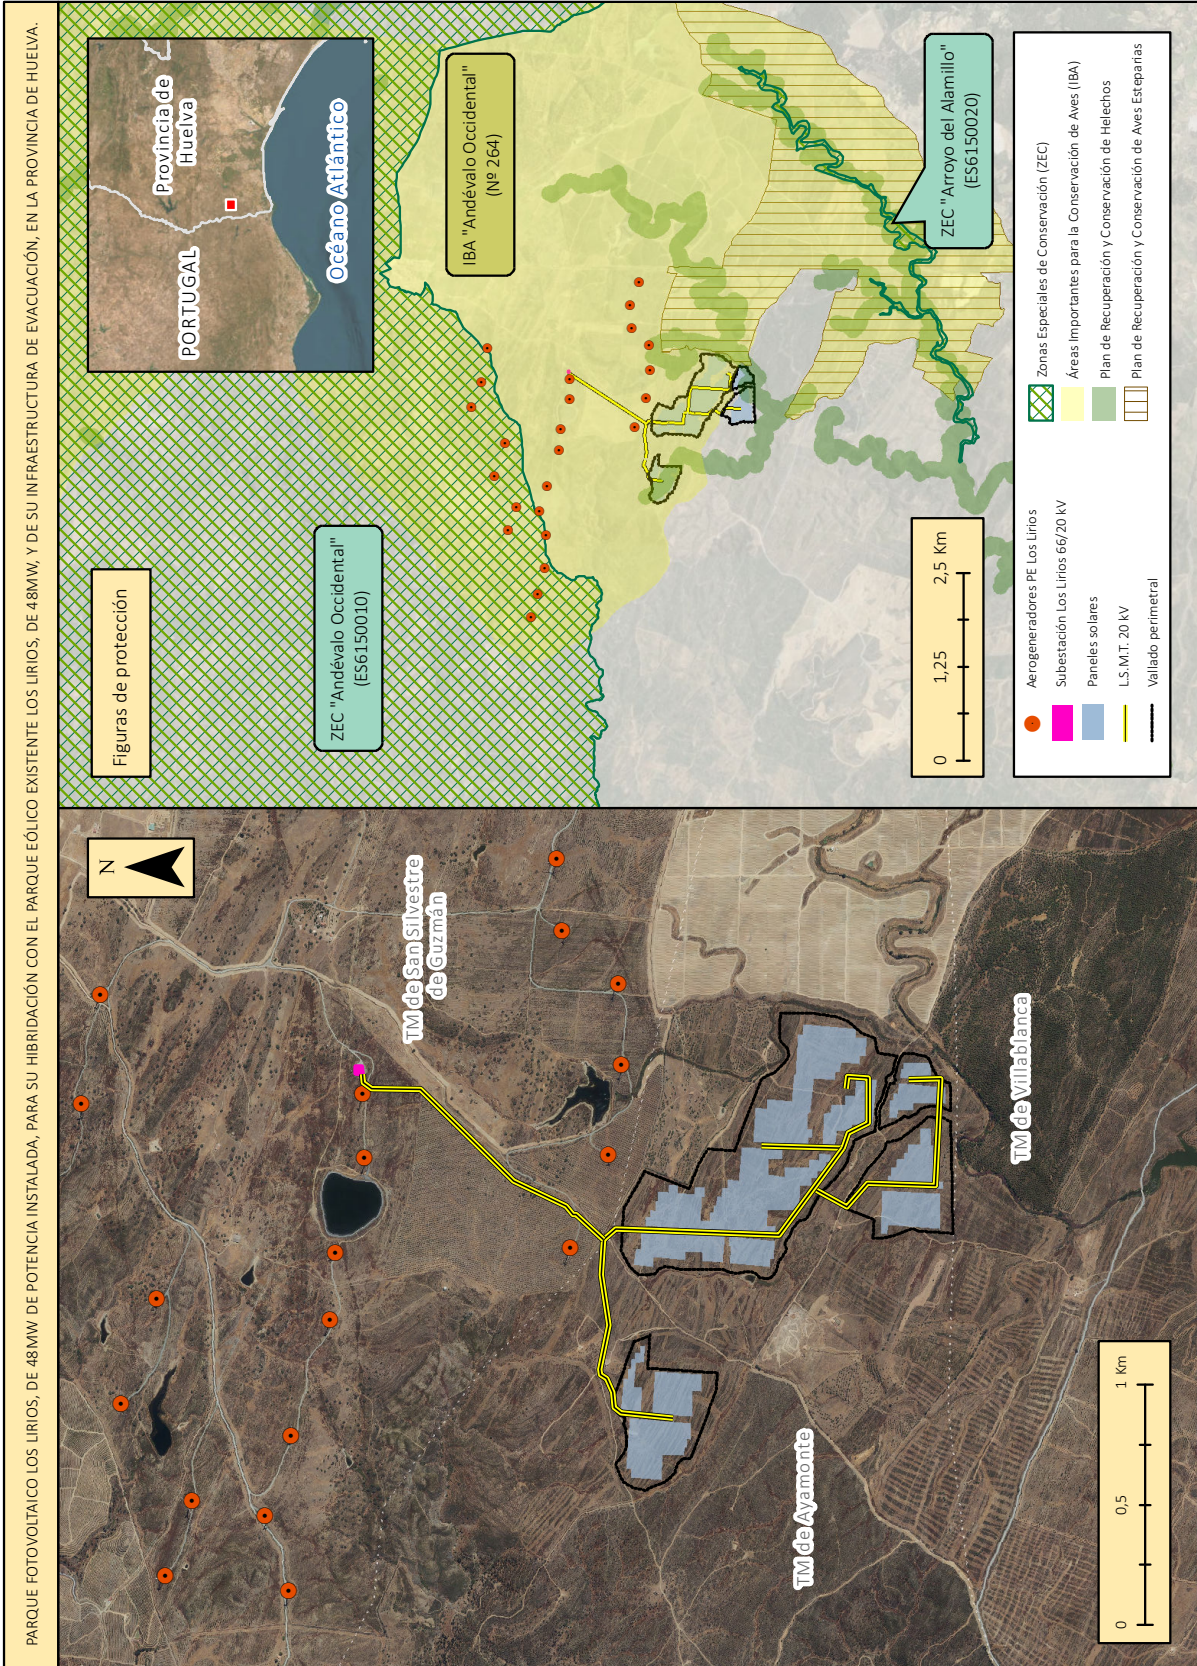 PARQUE FOTOVOLTAICO LOS LIRIOS, DE 48MW DE POTENCIA INSTALADA, PARA SU HIBRIDACIÓN CON EL PARQUE EÓLICO EXISTENTE LOS LIRIOS, DE 48MW, Y DE SU INFRAESTRUCTURA DE EVACUACIÓN, EN LA PROVINCIA DE HUELVA.
N
TM de San Silvestre
de Guzmán
TM de Ayamonte
TM de Villablanca
0
0,5
1 Km
Figuras de protección
ZEC "Andévalo Occidental"
(ES6150010)
PORTUGAL
Provincia de
Huelva
Océano Atlántico
IBA "Andévalo Occidental"
(Nº 264)
ZEC "Arroyo del Alamillo"
(ES6150020)
0
1,25
2,5 Km
Aerogeneradores PE Los Lirios
Subestación Los Lirios 66/20 kV
Paneles solares
L.S.M.T. 20 kV
Vallado perimetral
Zonas Especiales de Conservación (ZEC)
Áreas Importantes para la Conservación de Aves (IBA)
Plan de Recuperación y Conservación de Helechos
Plan de Recuperación y Conservación de Aves Esteparias